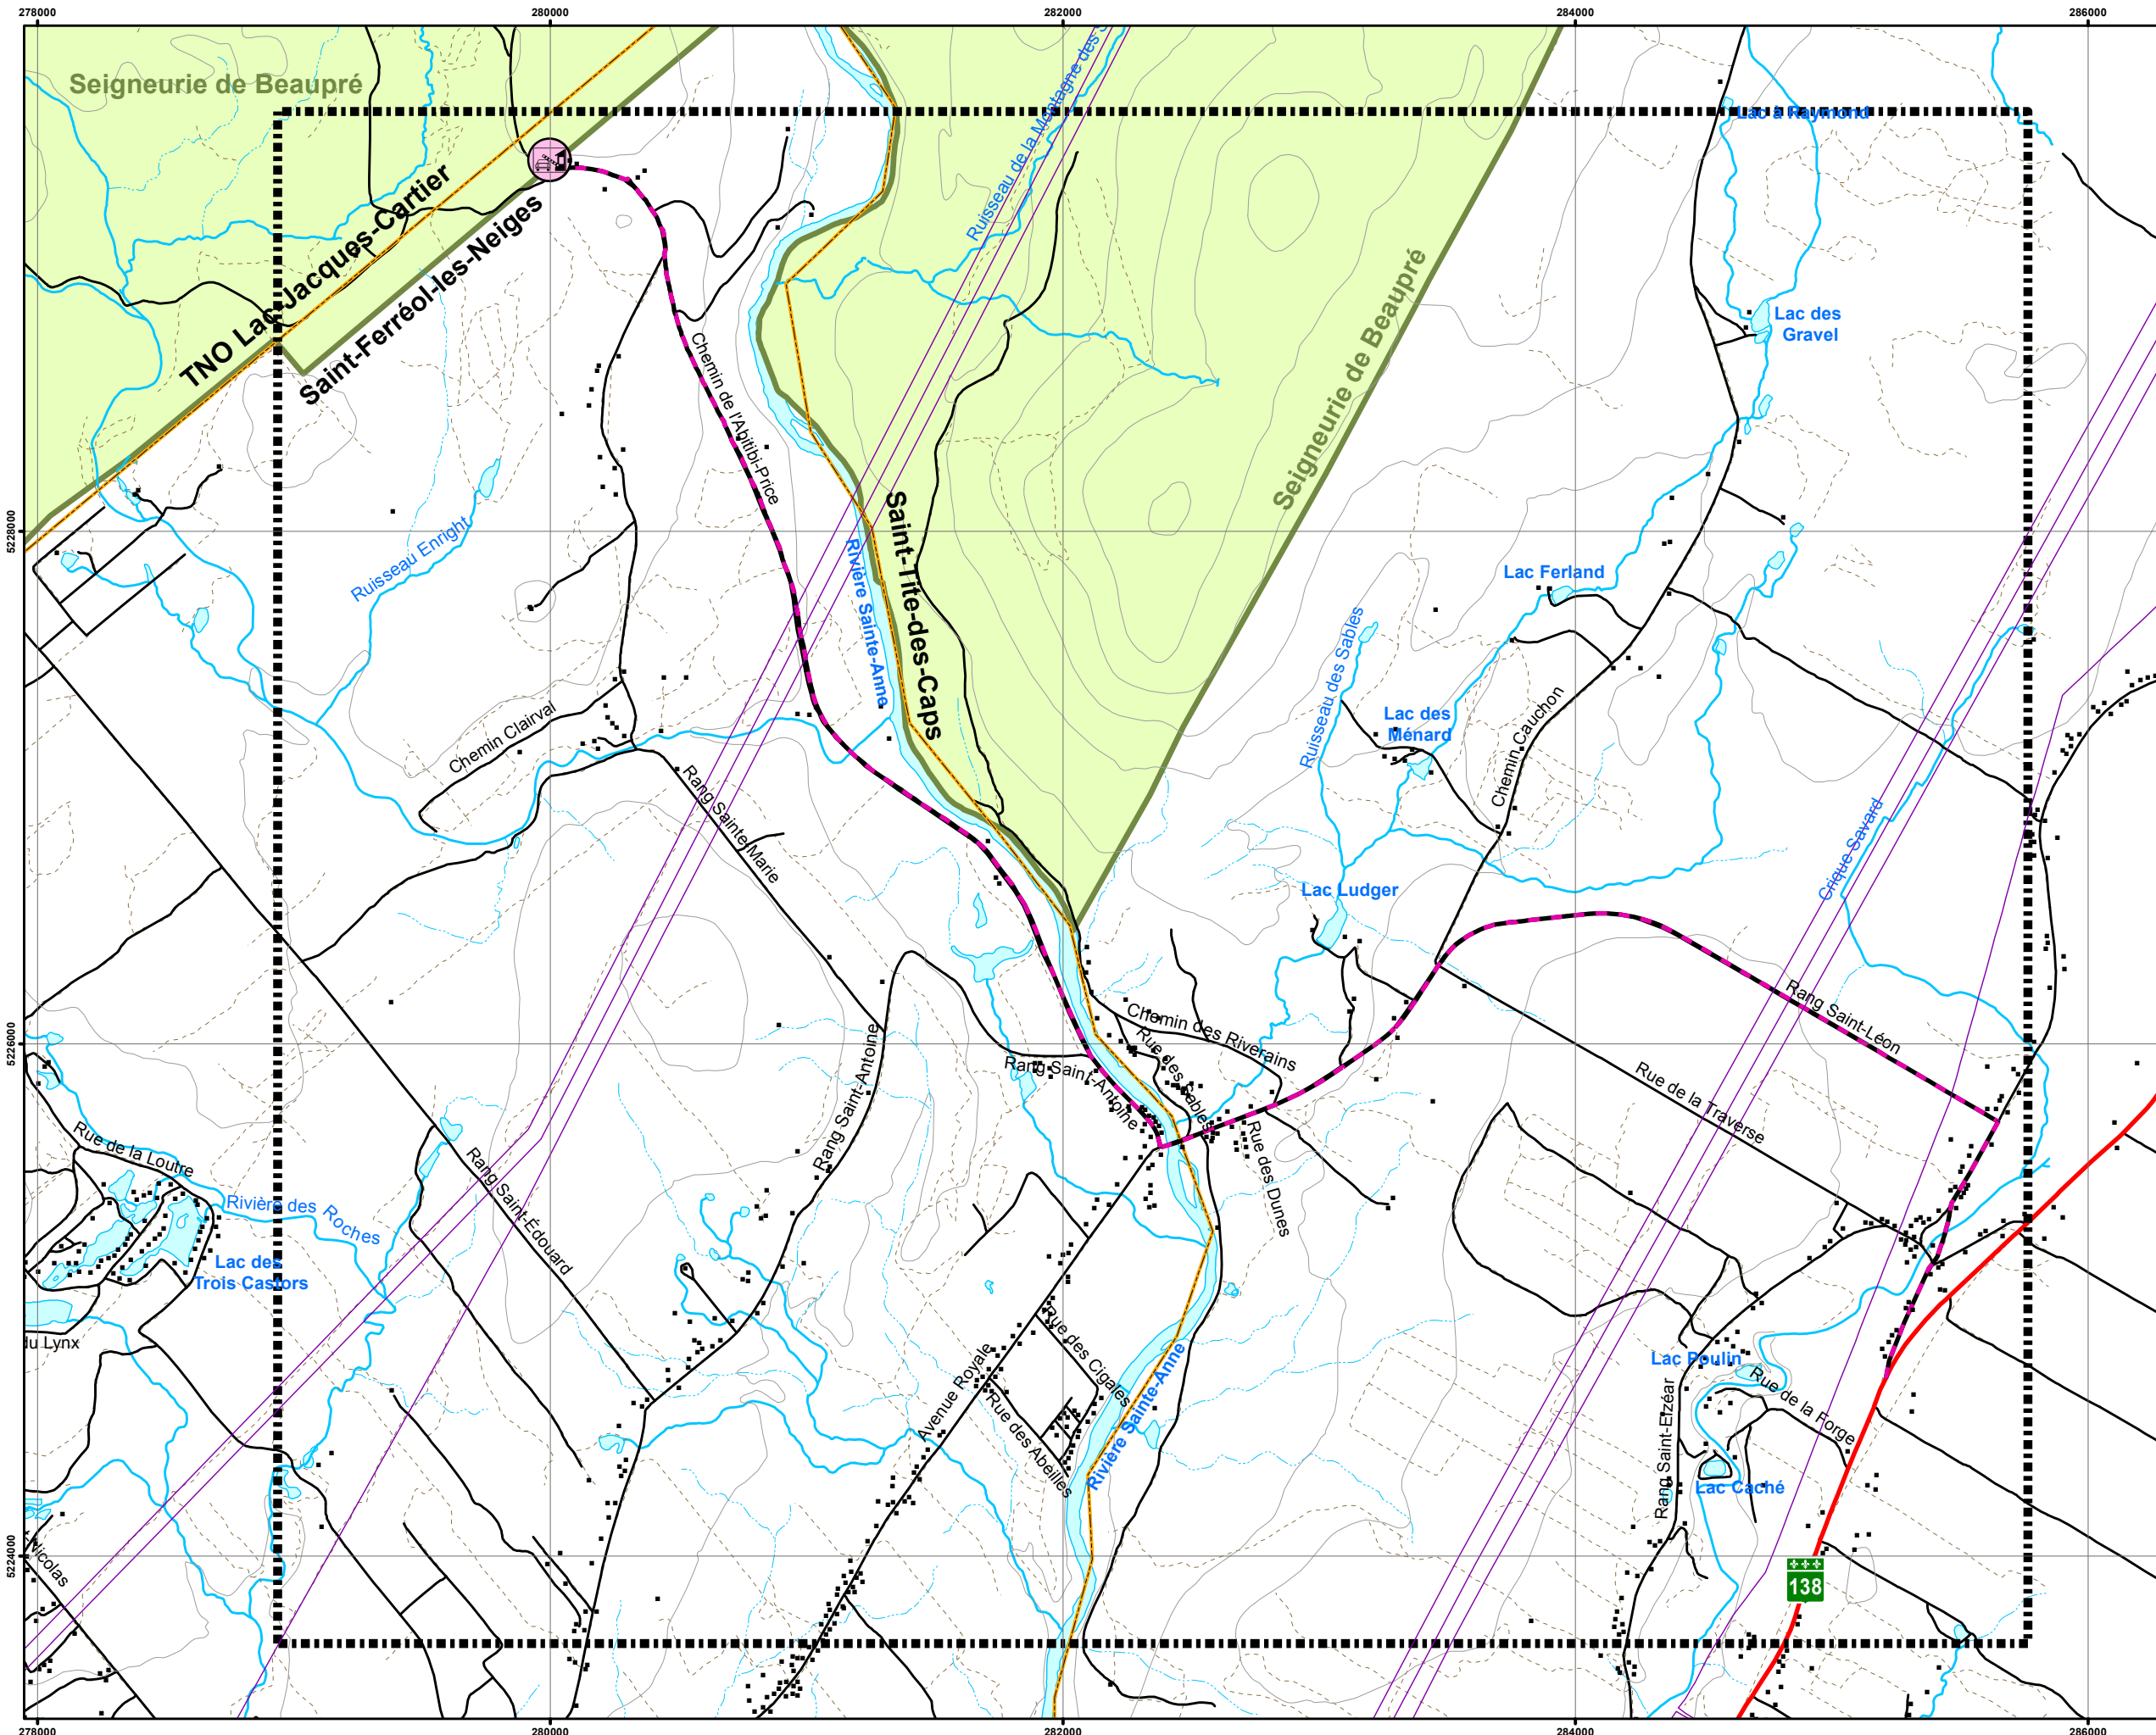 278000
280000
282000
284000
286000
Seigneurie de Beaupré
Ruisseau de la Montagne des
Lac à Raymond
TNO Lac-Jacques-Cartier
Saint-Ferréol-les-Neiges
Seigneurie de Beaupré
Lac des
Gravel
Chemin de l'Abitibi-Price
5228000
Ruisseau Enright
Rivière Sainte-Anne
Saint-Tite-des-Caps
Lac Ferland
Ruisseau des Sables
Lac des
Ménard
Chemin Cauchon
Chemin Clairval
Rang Sainte-Marie
Crique Savard
Lac Ludger
Rang Saint-Léon
Chemin des Riverains
Rue des Sables
5226000
Rang Saint-Antoine
Rang Saint-Antoine
Rue de la Traverse
Rue des Dunes
Rue de la Loutre
Rivière des Roches
Rang Saint-Édouard
Lac des
Trois Castors
du Lynx
Rue des Cigales
Avenue Royale
Rue des Abeilles
Rivière Sainte-Anne
Lac Poulin
Rue de la Forge
Rang Saint-Elzéar
Lac Caché
5224000
Nicolas
138
278000
280000
282000
284000
286000